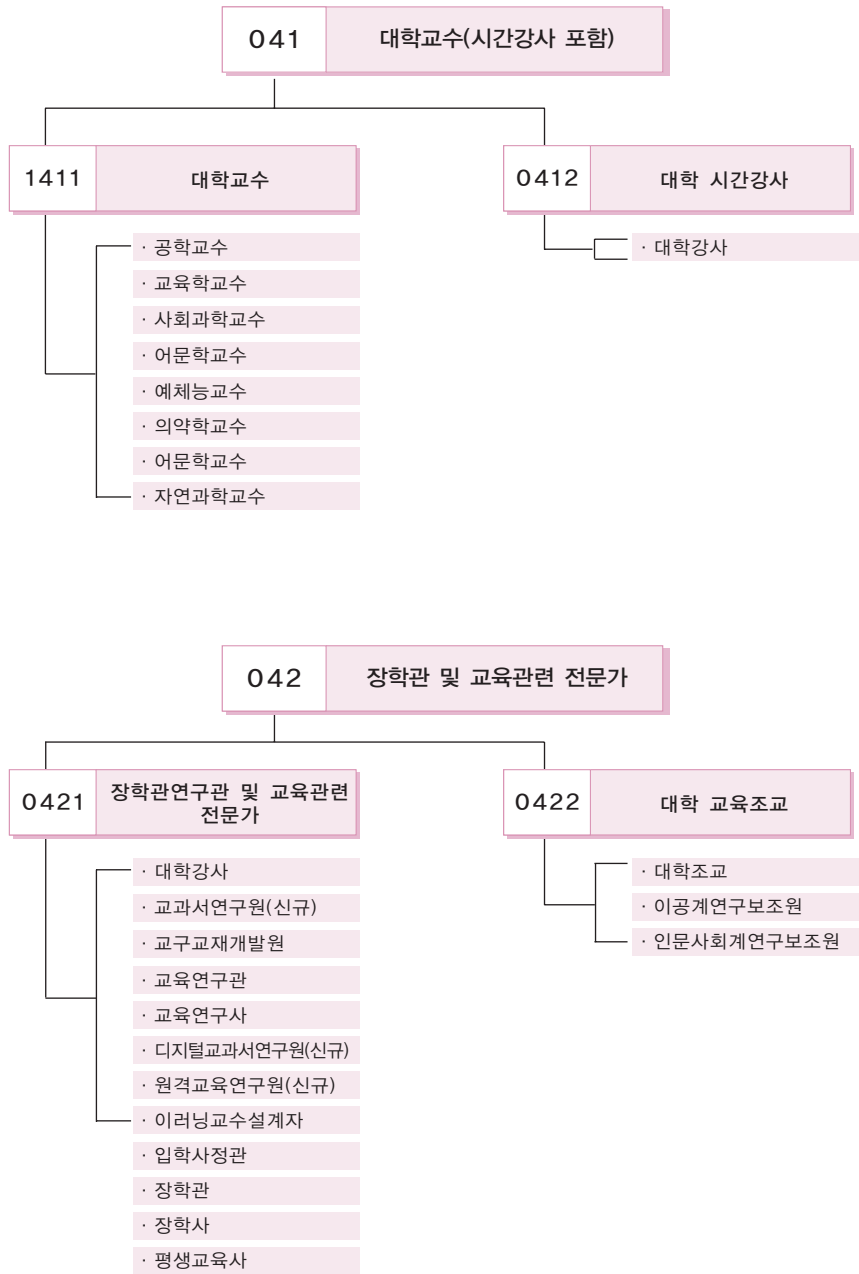 041 대학교수(시간강사 포함)
1411 대학교수
0412 대학 시간강사
· 공학교수
· 교육학교수
· 사회과학교수
· 어문학교수
· 예체능교수
· 의약학교수
· 어문학교수
· 자연과학교수
· 대학강사
042 장학관 및 교육관련 전문가
0421 장학관연구관 및 교육관련
전문가
0422 대학 교육조교
· 대학강사
· 교과서연구원(신규)
· 교구교재개발원
· 교육연구관
· 교육연구사
· 디지털교과서연구원(신규)
· 원격교육연구원(신규)
· 이러닝교수설계자
· 입학사정관
· 장학관
· 장학사
· 평생교육사
· 대학조교
· 이공계연구보조원
· 인문사회계연구보조원